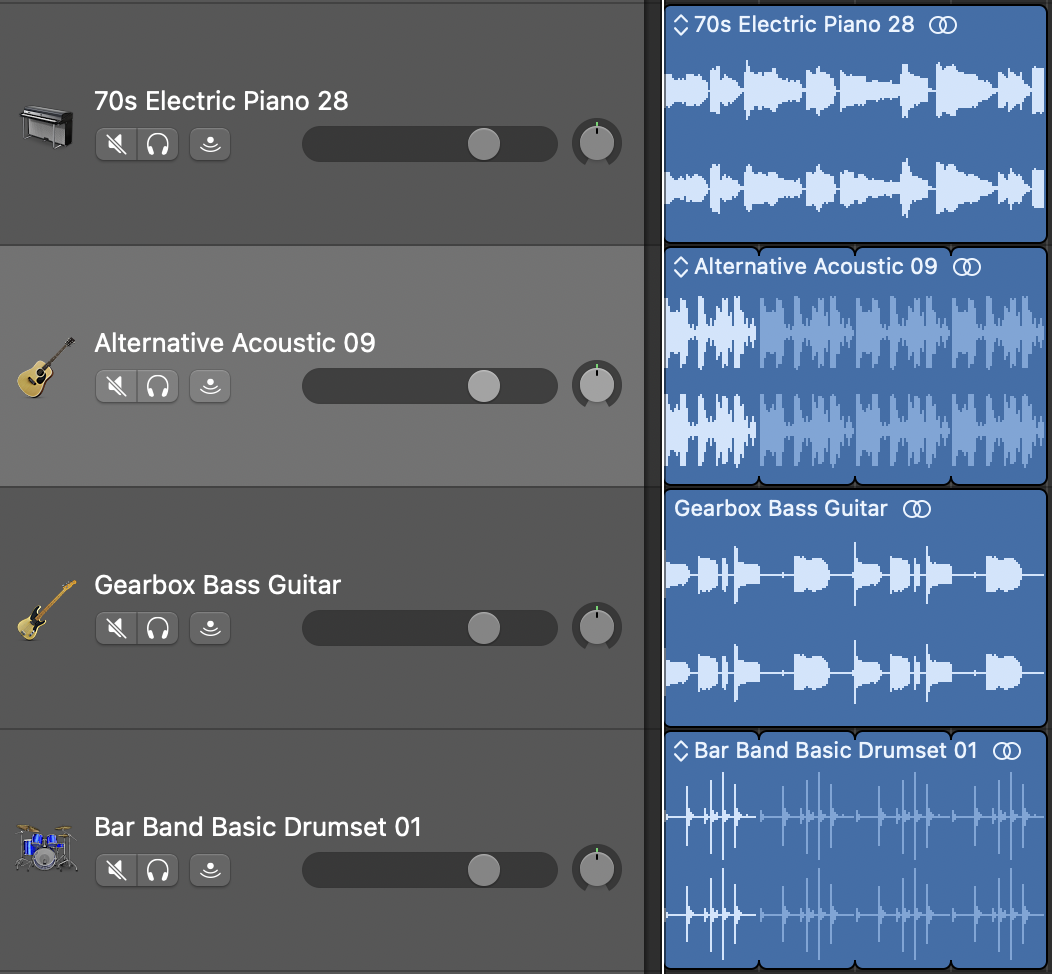 70s Electric Piano 28
70s Electric Piano 28
Alternative Acoustic 09
Alternative Acoustic 09
Gearbox Bass Guitar
Gearbox Bass Guitar
Bar Band Basic Drumset 01
Bar Band Basic Drumset 01